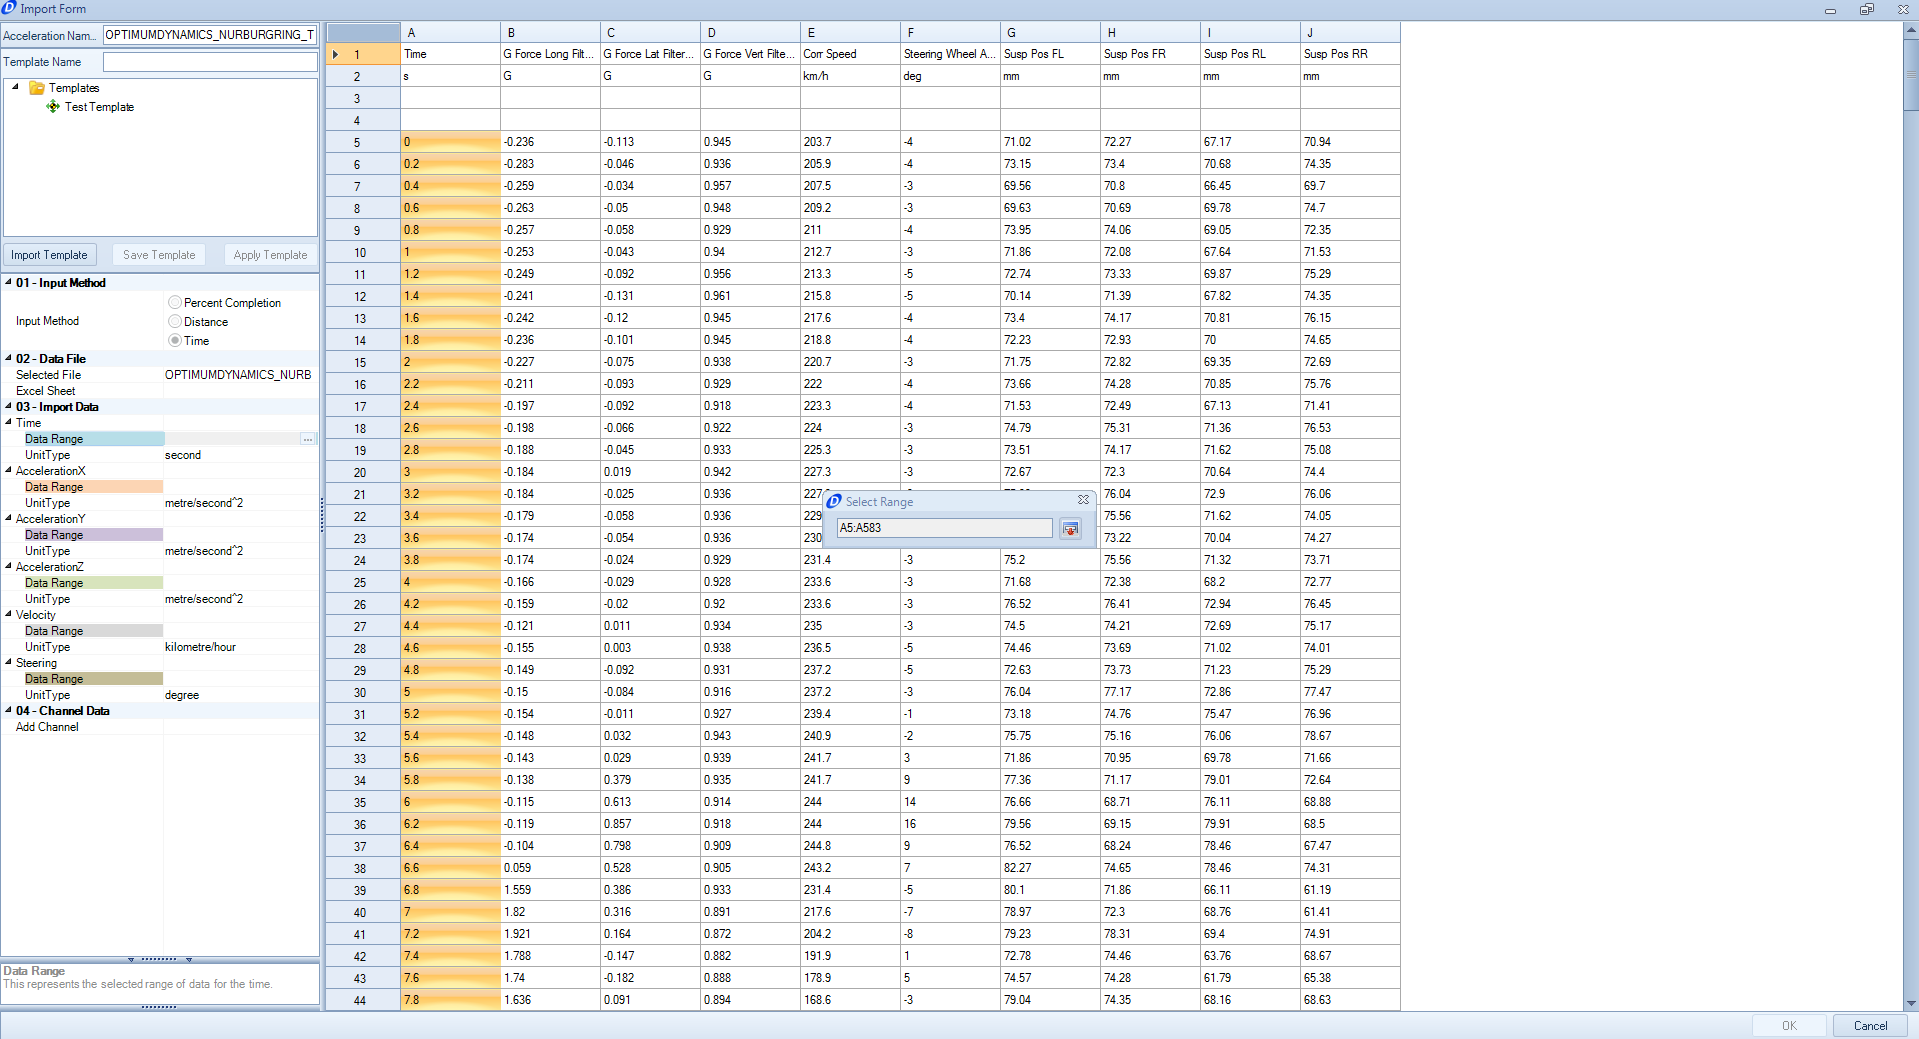 Import Form
Acceleration Nam... OPTIMUMDYNAMICS_NURBURGRING_T
Template Name
Templates
Test Template
Import Template Save Template Apply Template
01 - Input Method
Input Method
Percent Completion
Distance
Time
02 - Data File
Selected File OPTIMUMDYNAMICS_NURB
Excel Sheet
03 - Import Data
Time
Data Range ...
UnitType second
AccelerationX
Data Range
UnitType metre/second^2
AccelerationY
Data Range
UnitType metre/second^2
AccelerationZ
Data Range
UnitType metre/second^2
Velocity
Data Range
UnitType kilometre/hour
Steering
Data Range
UnitType degree
04 - Channel Data
Add Channel
Data Range
This represents the selected range of data for the time.
A B C D E F G H I J
1 Time G Force Long Filt... G Force Lat Filter... G Force Vert Filte... Corr Speed Steering Wheel A... Susp Pos FL Susp Pos FR Susp Pos RL Susp Pos RR
2 s G G G km/h deg mm mm mm mm
3
4
5 0 -0.236 -0.113 0.945 203.7 -4 71.02 72.27 67.17 70.94
6 0.2 -0.283 -0.046 0.936 205.9 -4 73.15 73.4 70.68 74.35
7 0.4 -0.259 -0.034 0.957 207.5 -3 69.56 70.8 66.45 69.7
8 0.6 -0.263 -0.05 0.948 209.2 -3 69.63 70.69 69.78 74.7
9 0.8 -0.257 -0.058 0.929 211 -4 73.95 74.06 69.05 72.35
10 1 -0.253 -0.043 0.94 212.7 -3 71.86 72.08 67.64 71.53
11 1.2 -0.249 -0.092 0.956 213.3 -5 72.74 73.33 69.87 75.29
12 1.4 -0.241 -0.131 0.961 215.8 -5 70.14 71.39 67.82 74.35
13 1.6 -0.242 -0.12 0.945 217.6 -4 73.4 74.17 70.81 76.15
14 1.8 -0.236 -0.101 0.945 218.8 -4 72.23 72.93 70 74.65
15 2 -0.227 -0.075 0.938 220.7 -3 71.75 72.82 69.35 72.69
16 2.2 -0.211 -0.093 0.929 222 -4 73.66 74.28 70.85 75.76
17 2.4 -0.197 -0.092 0.918 223.3 -4 71.53 72.49 67.13 71.41
18 2.6 -0.198 -0.066 0.922 224 -3 74.79 75.31 71.36 76.53
19 2.8 -0.188 -0.045 0.933 225.3 -3 73.51 74.17 71.62 75.08
20 3 -0.184 0.019 0.942 227.3 -3 72.67 72.3 70.64 74.4
21 3.2 -0.184 -0.025 0.936 227 76.04 72.9 76.06
22 3.4 -0.179 -0.058 0.936 229 75.56 71.62 74.05
23 3.6 -0.174 -0.054 0.936 230 73.22 70.04 74.27
24 3.8 -0.174 -0.024 0.929 231.4 -3 75.2 75.56 71.32 73.71
25 4 -0.166 -0.029 0.928 233.6 -3 71.68 72.38 68.2 72.77
26 4.2 -0.159 -0.02 0.92 233.6 -3 76.52 76.41 72.94 76.45
27 4.4 -0.121 0.011 0.934 235 -3 74.5 74.21 72.69 75.17
28 4.6 -0.155 0.003 0.938 236.5 -5 74.46 73.69 71.02 74.01
29 4.8 -0.149 -0.092 0.931 237.2 -5 72.63 73.73 71.23 75.29
30 5 -0.15 -0.084 0.916 237.2 -3 76.04 77.17 72.86 77.47
31 5.2 -0.154 -0.011 0.927 239.4 -1 73.18 74.76 75.47 76.96
32 5.4 -0.148 0.032 0.943 240.9 -2 75.75 75.16 76.06 78.67
33 5.6 -0.143 0.029 0.939 241.7 3 71.86 70.95 69.78 71.66
34 5.8 -0.138 0.379 0.935 241.7 9 77.36 71.17 79.01 72.64
35 6 -0.115 0.613 0.914 244 14 76.66 68.71 76.11 68.88
36 6.2 -0.119 0.857 0.918 244 16 79.56 69.15 79.91 68.5
37 6.4 -0.104 0.798 0.909 244.8 9 76.52 68.24 78.46 67.47
38 6.6 0.059 0.528 0.905 243.2 7 82.27 74.65 78.46 74.31
39 6.8 1.559 0.386 0.933 231.4 -5 80.1 71.86 66.11 61.19
40 7 1.82 0.316 0.891 217.6 -7 78.97 72.3 68.76 61.41
41 7.2 1.921 0.164 0.872 204.2 -8 79.23 78.31 69.4 74.91
42 7.4 1.788 -0.147 0.882 191.9 1 72.78 74.46 63.76 68.67
43 7.6 1.74 -0.182 0.888 178.9 5 74.57 74.28 61.79 65.38
44 7.8 1.636 0.091 0.894 168.6 -3 79.04 74.35 68.16 68.63
Select Range
A5:A583
OK Cancel